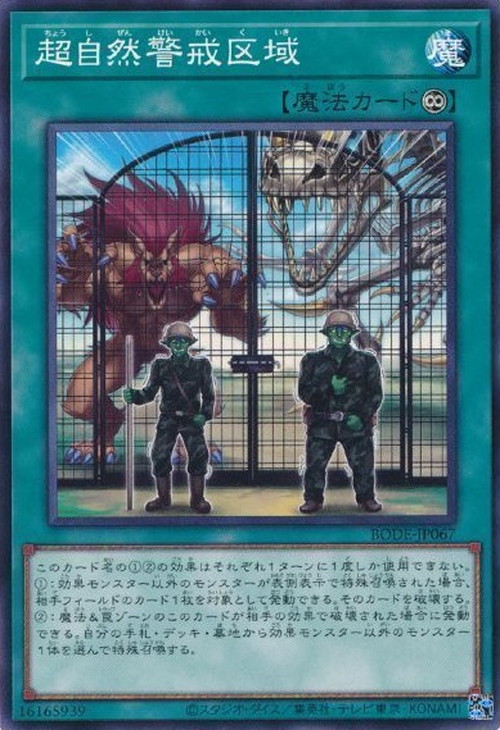 超自然警戒区域
魔
【魔法カード】
BODE-JP067
このカード名の①②の効果はそれぞれ1ターンに1度しか使用できない。
①：効果モンスター以外のモンスターが表側表示で特殊召喚された場合、
相手フィールドのカード1枚を対象として発動できる。そのカードを破壊する。
②：魔法&罠ゾーンのこのカードが相手の効果で破壊された場合に発動
できる。自分の手札・デッキ・墓地から効果モンスター以外のモンスター
1体を選んで特殊召喚する。
16165939
©スタジオ・ダイス/集英社・テレビ東京・KONAMI